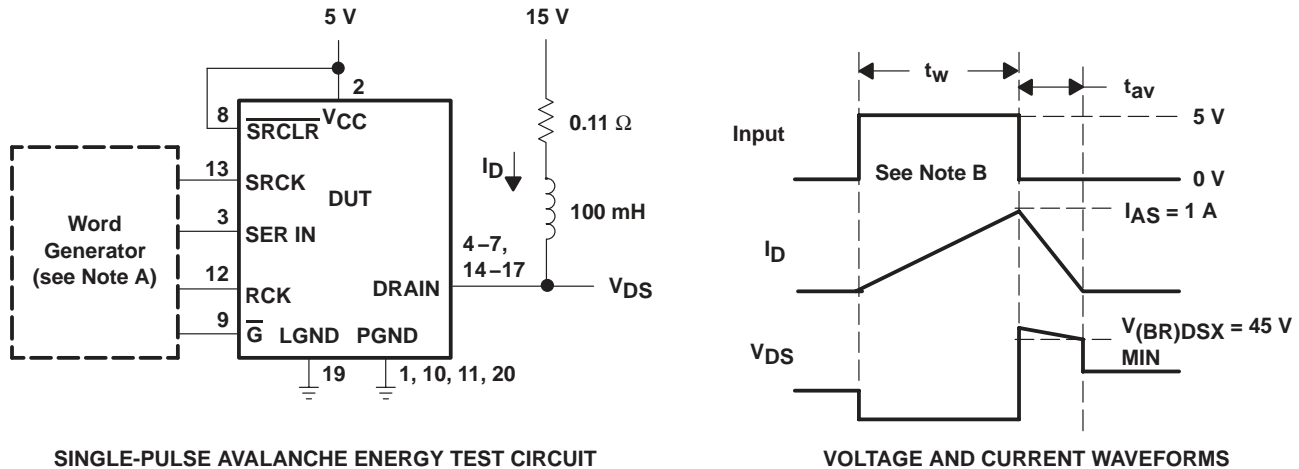 5 V
15 V
2
8
SRCLR
VCC
0.11 Ω
ID
13
SRCK
DUT
100 mH
Word
Generator
(see Note A)
3
SER IN
4–7,
14–17
12
RCK
DRAIN
VDS
9
G
LGND
PGND
19
1, 10, 11, 20
SINGLE-PULSE AVALANCHE ENERGY TEST CIRCUIT
tw
tav
Input
5 V
See Note B
0 V
IAS = 1 A
ID
V(BR)DSX = 45 V
MIN
VDS
VOLTAGE AND CURRENT WAVEFORMS